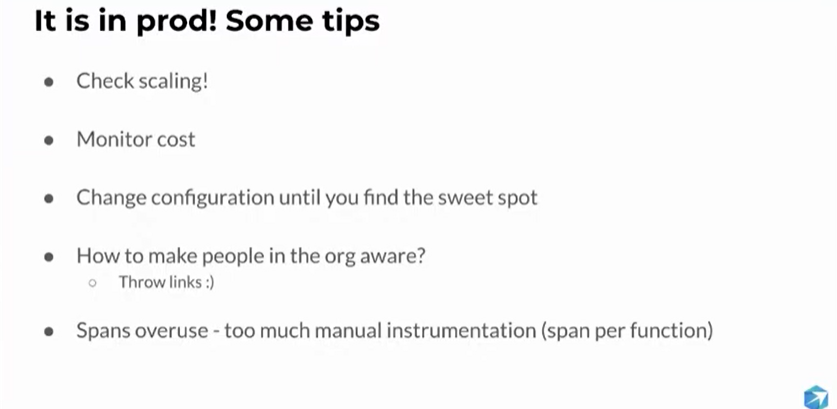 It is in prod! Some tips
● Check scaling!
● Monitor cost
● Change configuration until you find the sweet spot
● How to make people in the org aware?
○ Throw links :)
● Spans overuse - too much manual instrumentation (span per function)